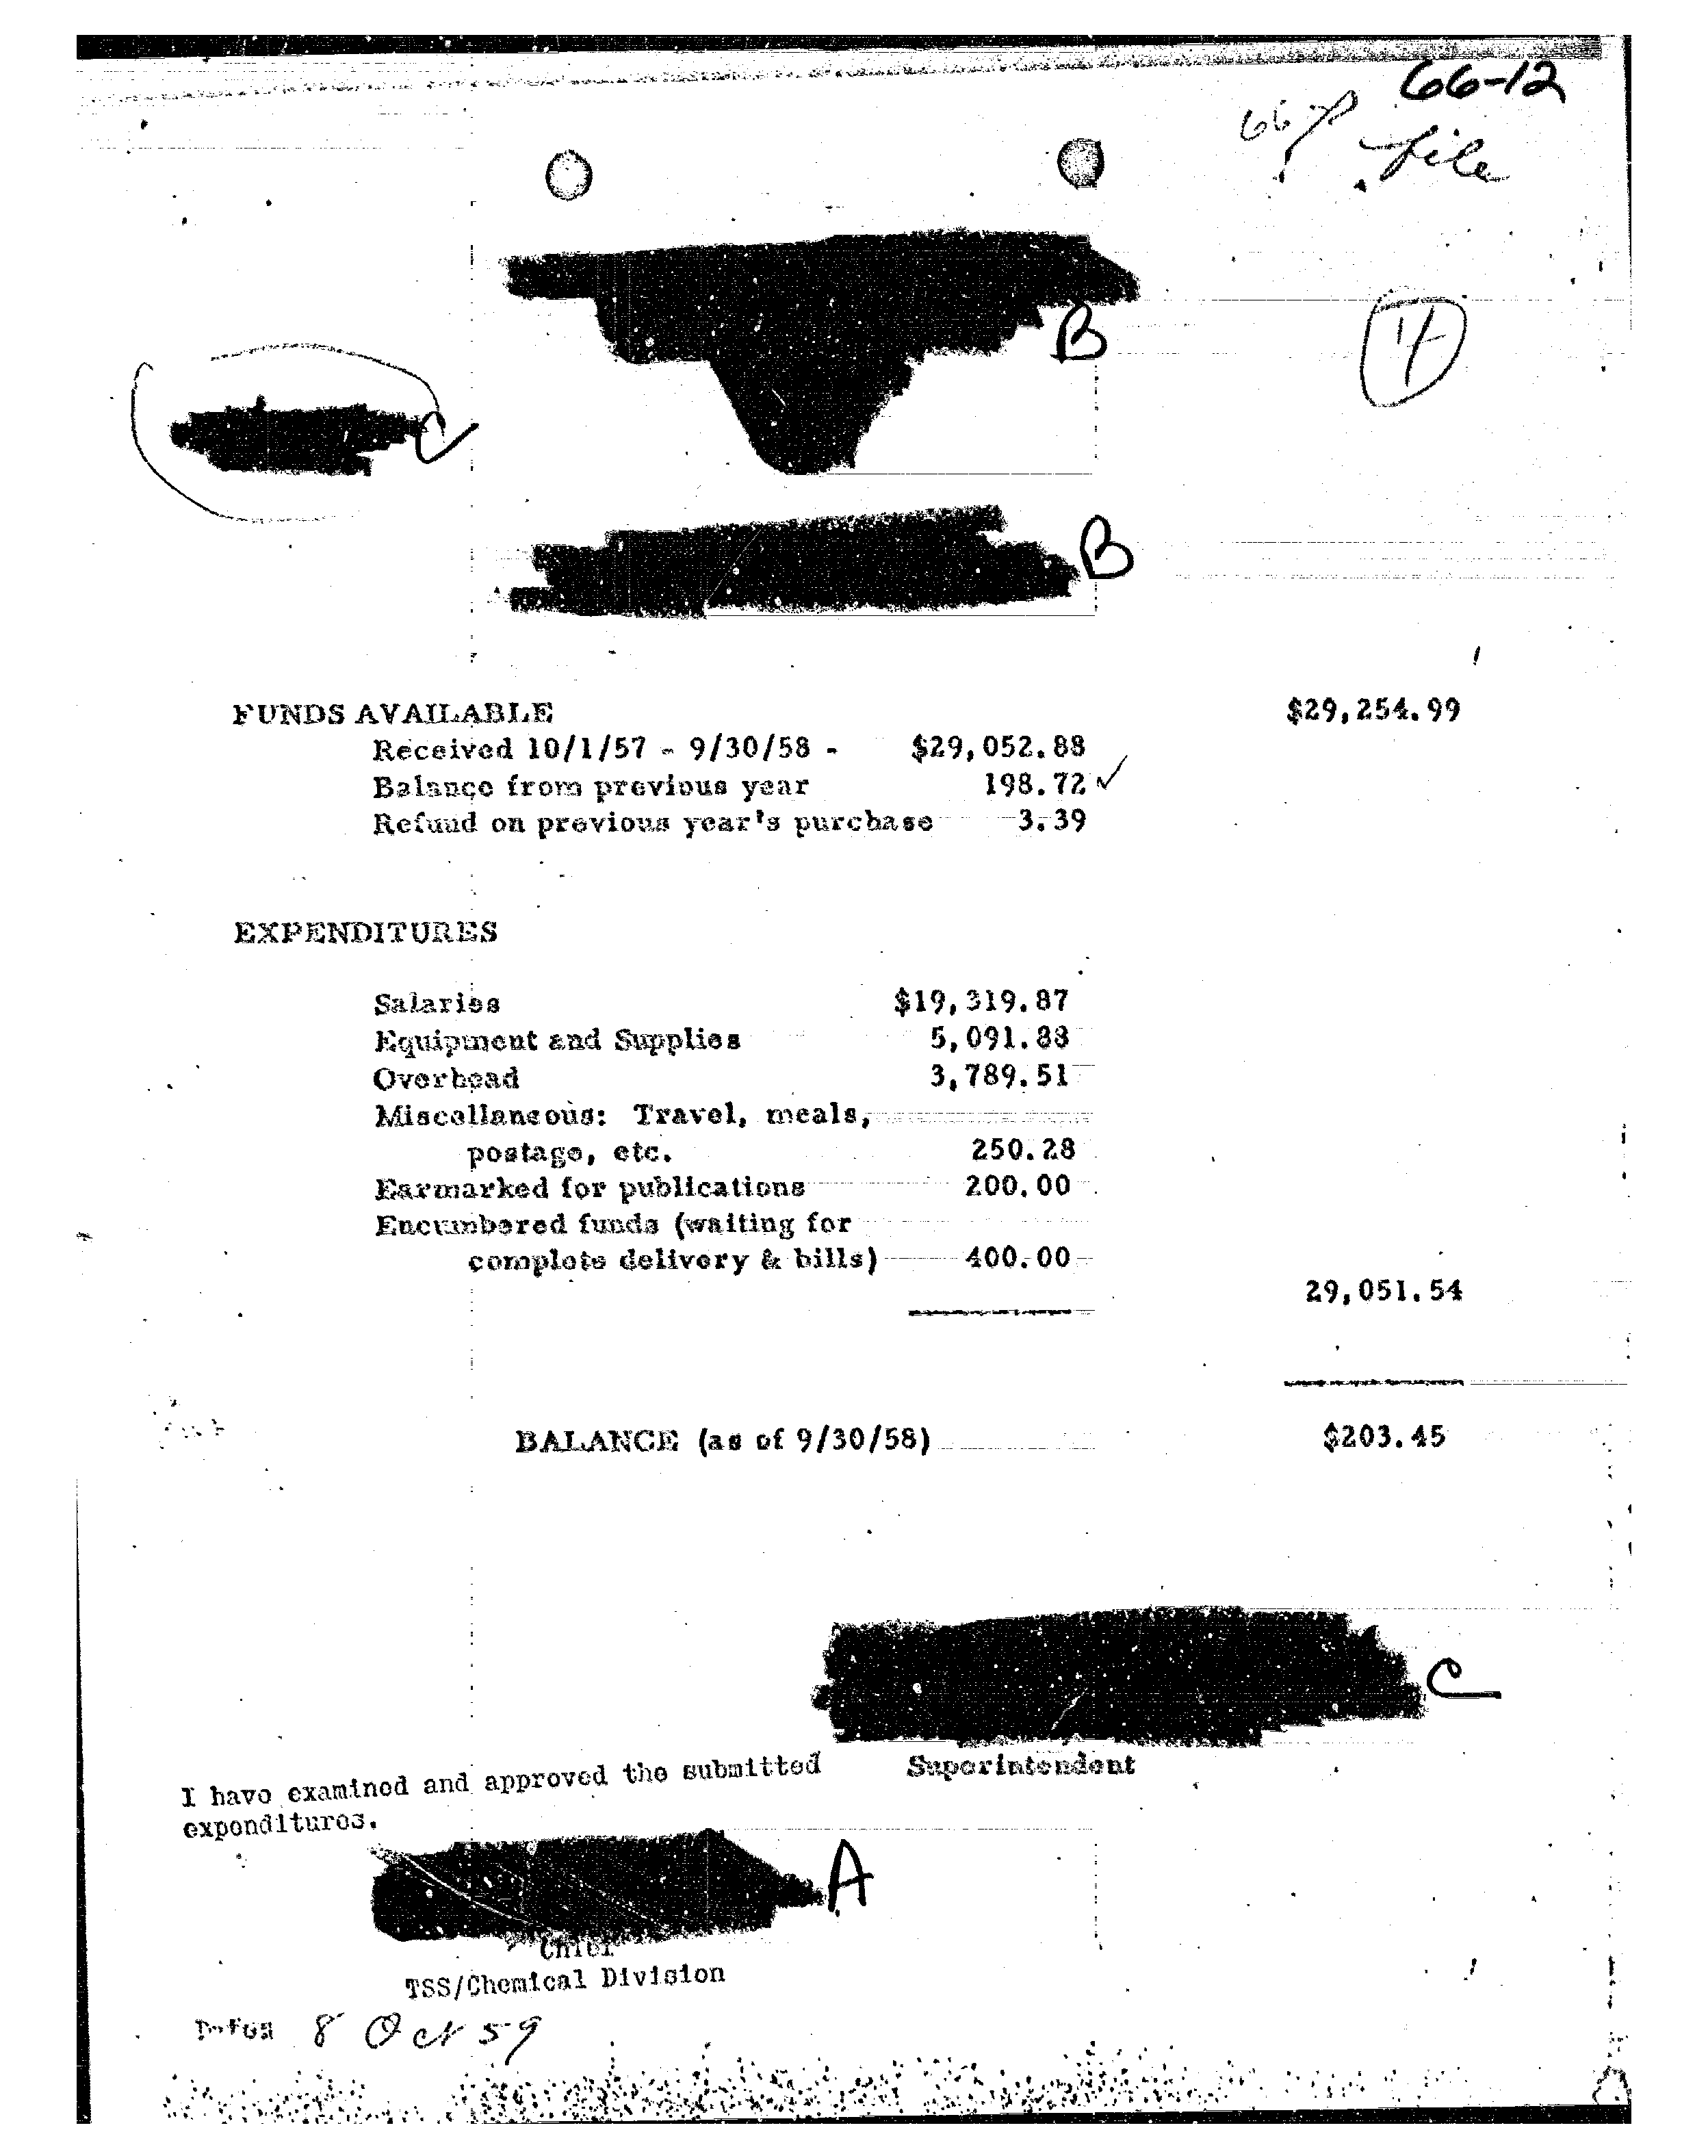 66-12
file
B
C
B
FUNDS AVAILABLE $29,254.99
Received 10/1/57 - 9/30/58 - $29,052.88
Balance from previous year 198.72 ✓
Refund on previous year's purchase 3.39
EXPENDITURES
Salaries $19,319.87
Equipment and Supplies 5,091.88
Overhead 3,789.51
Miscellaneous: Travel, meals,
postage, etc. 250.28
Earmarked for publications 200.00
Encumbered funds (waiting for
complete delivery & bills) 400.00
29,051.54
BALANCE (as of 9/30/58) $203.45
C
Superintendent
I have examined and approved the submitted
expenditures.
A
Chief
TSS/Chemical Division
8 Oct 59